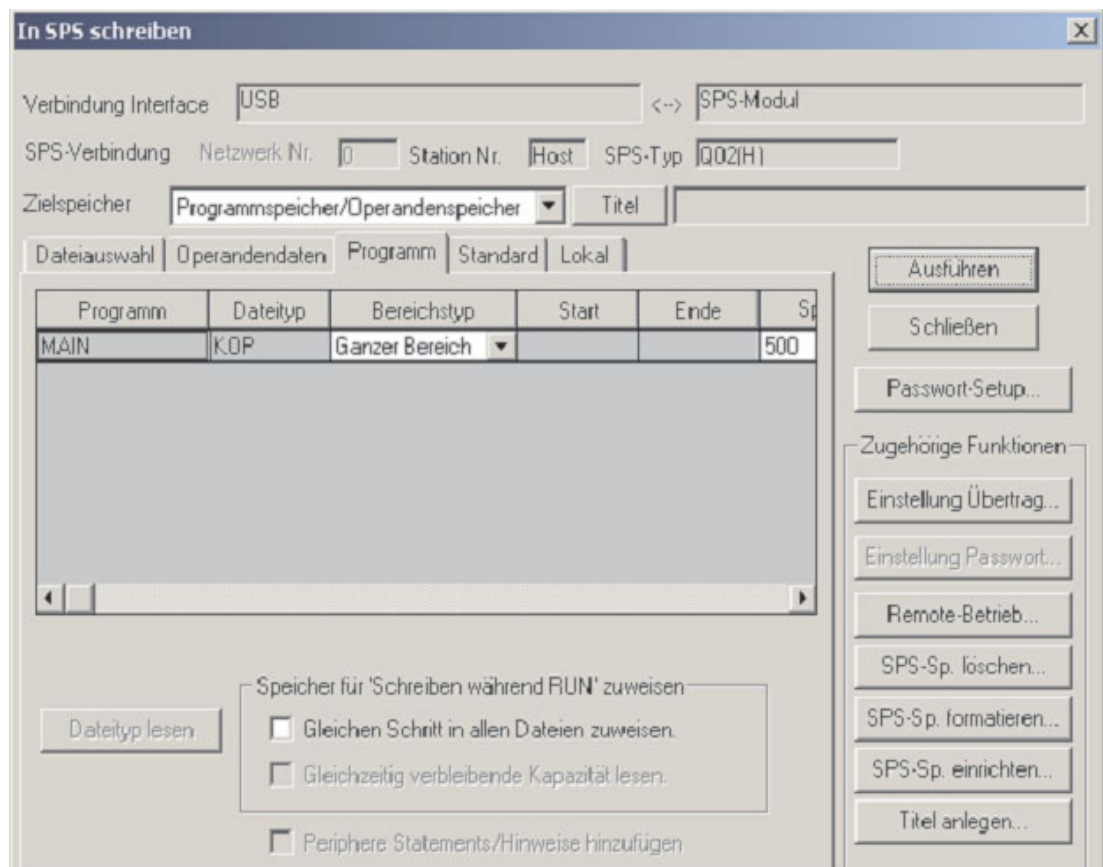 In SPS schreiben
Verbindung Interface USB <--> SPS-Modul
SPS-Verbindung Netzwerk Nr. 0 Station Nr. Host SPS-Typ Q02(H)
Zielspeicher Programmspeicher/Operandenspeicher Titel
Dateiauswahl Operandendaten Programm Standard Lokal
Ausführen
Programm Dateityp Bereichstyp Start Ende Sp
MAIN KOP Ganzer Bereich 500
Schließen
Passwort-Setup...
Zugehörige Funktionen
Einstellung Übertrag...
Einstellung Passwort...
Remote-Betrieb...
SPS-Sp. löschen...
SPS-Sp. formatieren...
SPS-Sp. einrichten...
Titel anlegen...
Speicher für 'Schreiben während RUN' zuweisen
Dateityp lesen
Gleichen Schritt in allen Dateien zuweisen.
Gleichzeitig verbleibende Kapazität lesen.
Periphere Statements/Hinweise hinzufügen